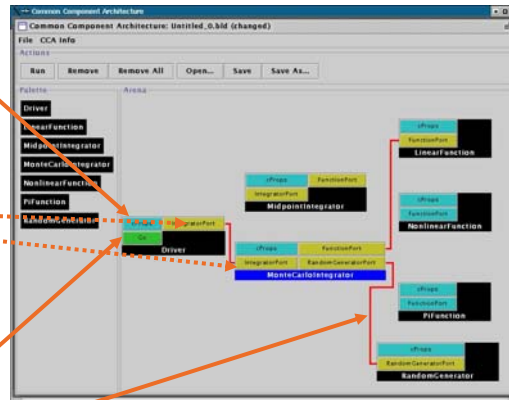 Common Component Architecture
Common Component Architecture: Untitled_0.bld (changed)
File CCA Info
Actions
Run Remove Remove All Open... Save Save As...
Palette Arena
Driver
LinearFunction
MidpointIntegrator
MonteCarloIntegrator
NonlinearFunction
PiFunction
RandomGenerator
cProps
FunctionPort
LinearFunction
cProps FunctionPort
IntegratorPort
MidpointIntegrator
cProps
FunctionPort
NonlinearFunction
cProps IntegratorPort
Go
Driver
cProps FunctionPort
IntegratorPort RandomGeneratorPort
MonteCarloIntegrator
cProps
FunctionPort
PiFunction
cProps
RandomGeneratorPort
RandomGenerator